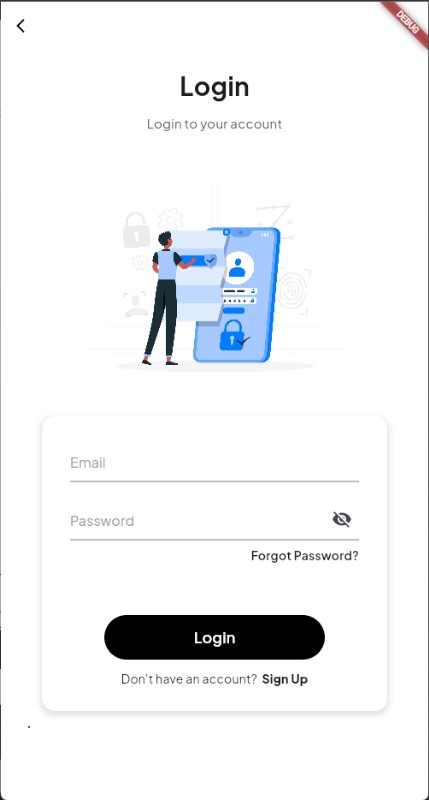 DEBUG
Login
Login to your account
Email
Password
Forgot Password?
Login
Don't have an account? Sign Up